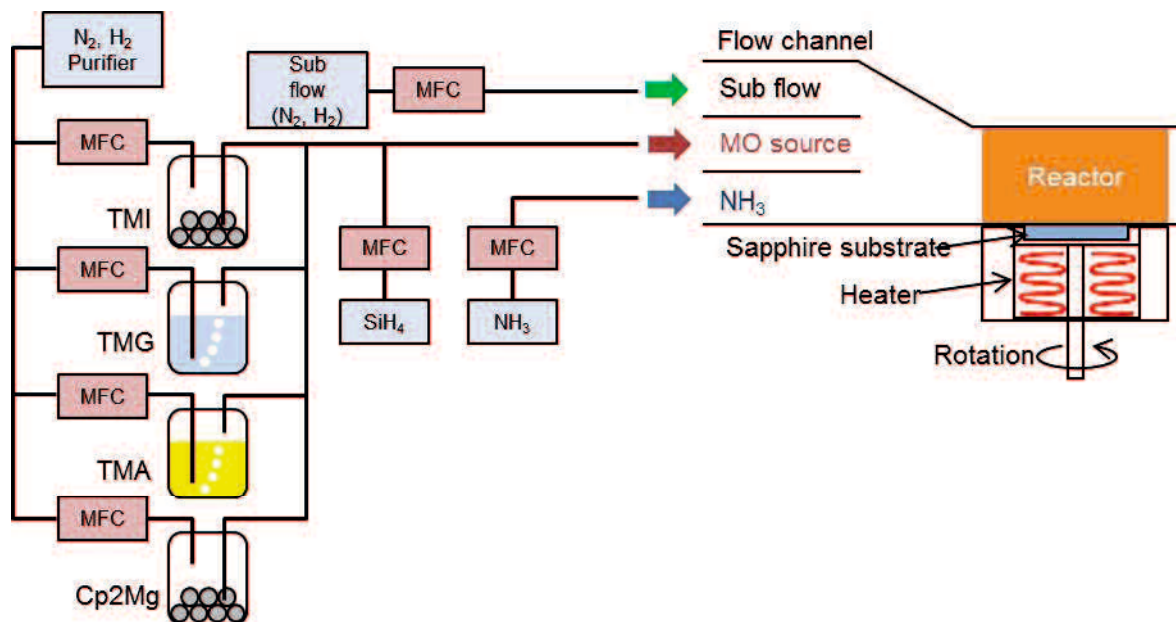 N₂, H₂
Purifier
MFC
TMI
MFC
TMG
MFC
TMA
MFC
Cp2Mg
Sub
flow
(N₂, H₂)
MFC
MFC
SiH₄
MFC
NH₃
Flow channel
Sub flow
MO source
NH₃
Reactor
Sapphire substrate
Heater
Rotation